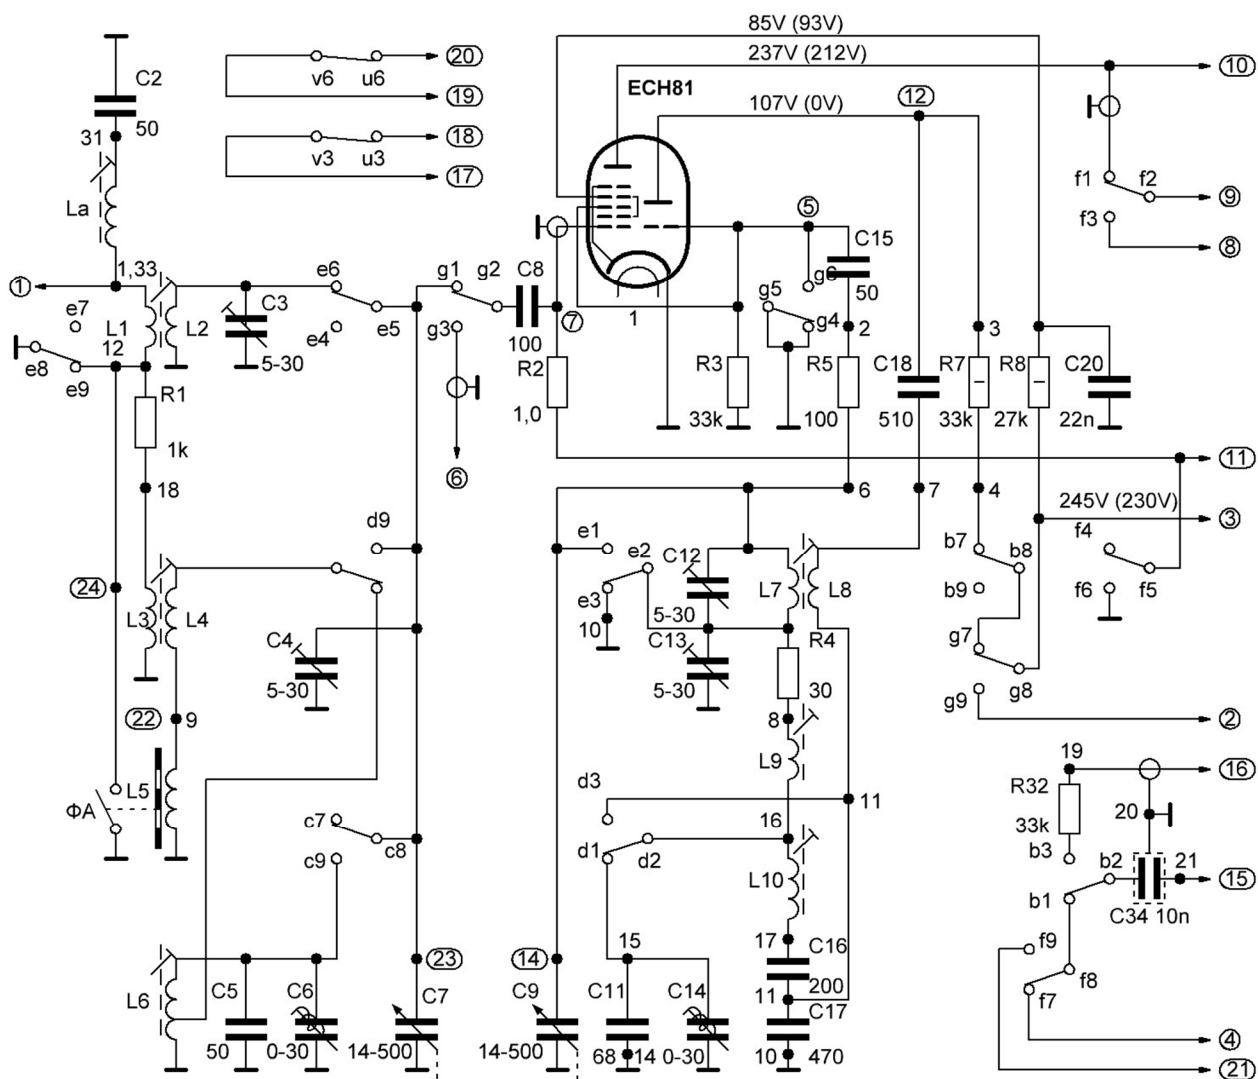 85V (93V)
237V (212V)
107V (0V)
ECH81
C2
50
31
La
v6 u6
20
19
v3 u3
18
17
12
10
f1 f2
f3
9
8
5
C15
50
1
1,33
e7
L1 L2
12
e8
e9
C3
5-30
e6
e4 e5
g1 g2
g3
C8
100
7
1
g6
g5
g4
2
3
R1
1k
18
6
R2
1,0
R3
33k
R5
100
C18
510
R7
33k
R8
27k
C20
22n
11
6 7 4
245V (230V)
3
d9
24
L3 L4
C4
5-30
22
9
L5
ФА
e1
e2
e3
10
C12
5-30
C13
5-30
L7 L8
R4
30
8
L9
b7 b8
b9
g7
g8
g9
f4
f5
f6
2
d3
11
16
d1 d2
L10
c7
c8
c9
19
16
R32
33k
20
b3
b2
21
15
b1
C34 10n
L6
C5
50
C6
0-30
23
C7
14-500
14
C9
14-500
15
C11
68
14
C14
0-30
17
C16
200
11
C17
10
470
f9
f8
f7
4
21